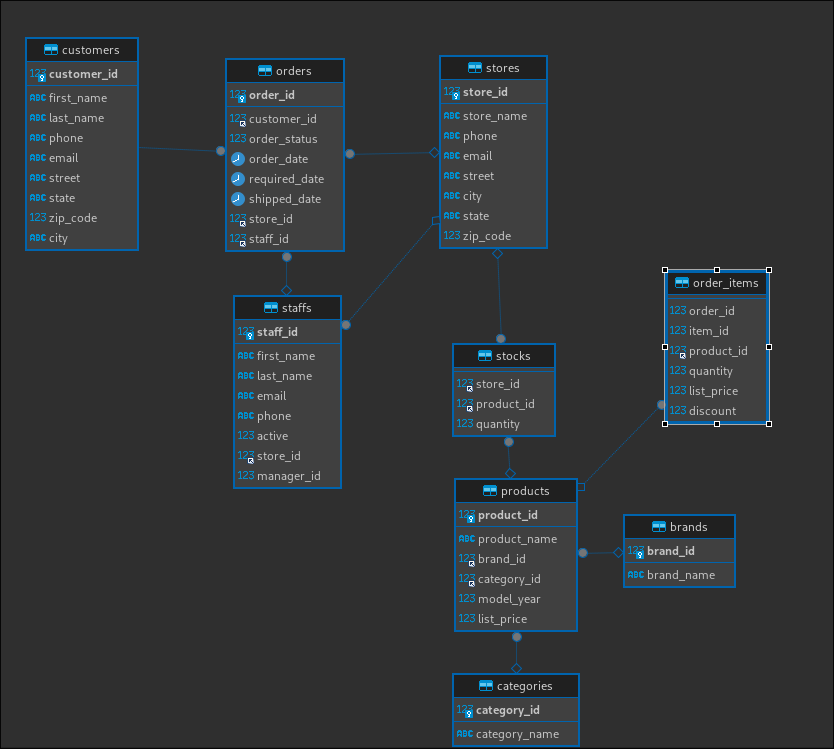 customers
123 customer_id
ABC first_name
ABC last_name
ABC phone
ABC email
ABC street
ABC state
123 zip_code
ABC city
orders
123 order_id
123 customer_id
123 order_status
order_date
required_date
shipped_date
123 store_id
123 staff_id
stores
123 store_id
ABC store_name
ABC phone
ABC email
ABC street
ABC city
ABC state
123 zip_code
staffs
123 staff_id
ABC first_name
ABC last_name
ABC email
ABC phone
123 active
123 store_id
123 manager_id
stocks
123 store_id
123 product_id
123 quantity
order_items
123 order_id
123 item_id
123 product_id
123 quantity
123 list_price
123 discount
products
123 product_id
ABC product_name
123 brand_id
123 category_id
123 model_year
123 list_price
brands
123 brand_id
ABC brand_name
categories
123 category_id
ABC category_name